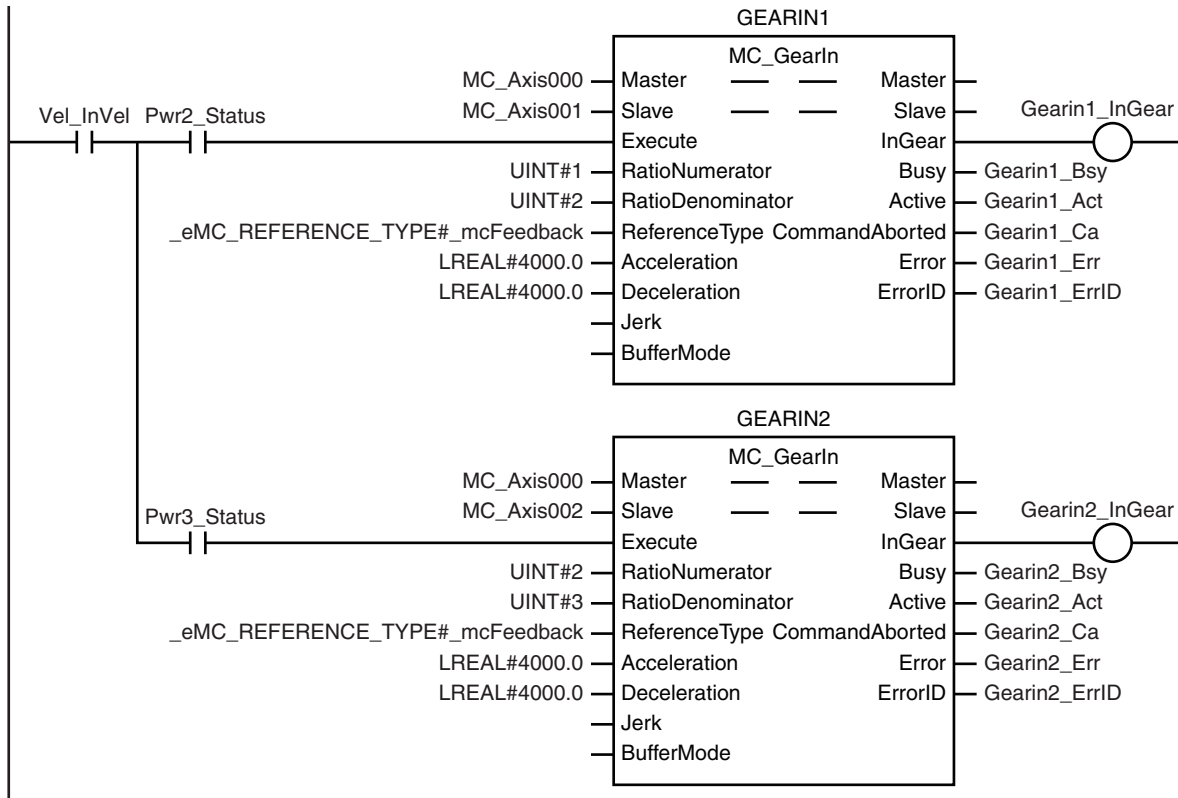 GEARIN1
MC_GearIn
MC_Axis000 Master Master
MC_Axis001 Slave Slave Gearin1_InGear
Vel_InVel Pwr2_Status
Execute InGear
UINT#1 RatioNumerator Busy Gearin1_Bsy
UINT#2 RatioDenominator Active Gearin1_Act
_eMC_REFERENCE_TYPE#_mcFeedback ReferenceType CommandAborted Gearin1_Ca
LREAL#4000.0 Acceleration Error Gearin1_Err
LREAL#4000.0 Deceleration ErrorID Gearin1_ErrID
Jerk
BufferMode
GEARIN2
MC_GearIn
MC_Axis000 Master Master
MC_Axis002 Slave Slave Gearin2_InGear
Pwr3_Status
Execute InGear
UINT#2 RatioNumerator Busy Gearin2_Bsy
UINT#3 RatioDenominator Active Gearin2_Act
_eMC_REFERENCE_TYPE#_mcFeedback ReferenceType CommandAborted Gearin2_Ca
LREAL#4000.0 Acceleration Error Gearin2_Err
LREAL#4000.0 Deceleration ErrorID Gearin2_ErrID
Jerk
BufferMode